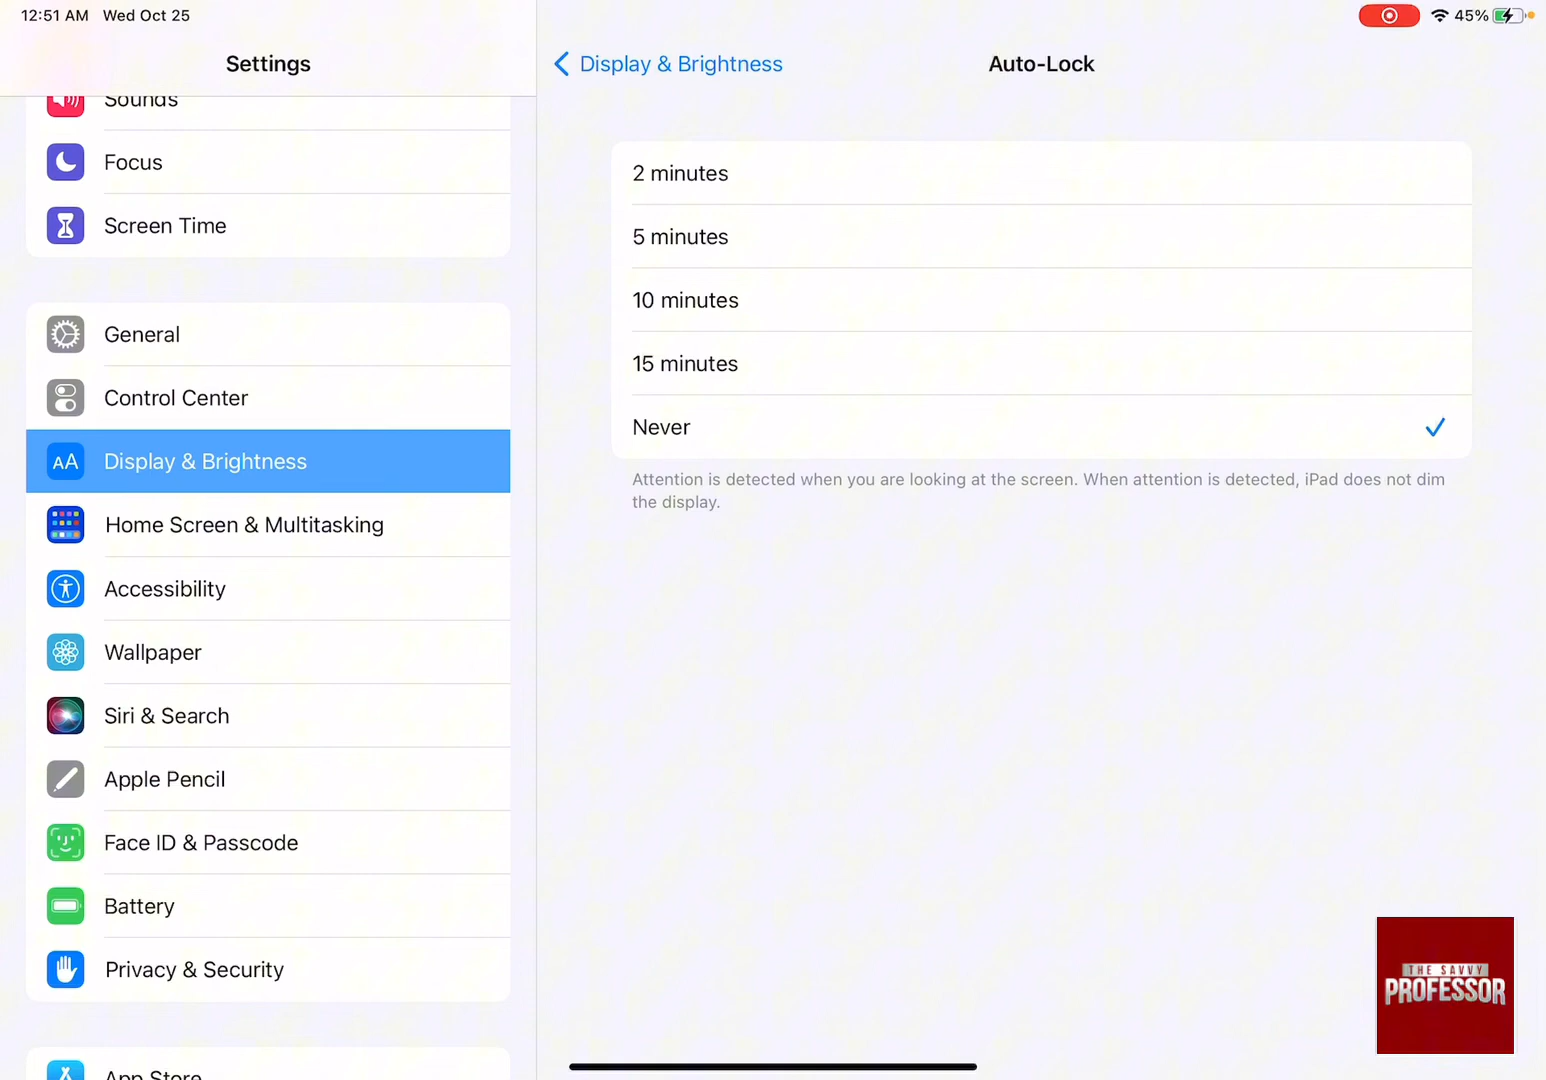 12:51 AM Wed Oct 25
45%
Settings
Sounds
Focus
Screen Time
General
Control Center
AA Display & Brightness
Home Screen & Multitasking
Accessibility
Wallpaper
Siri & Search
Apple Pencil
Face ID & Passcode
Battery
Privacy & Security
App Store
Display & Brightness
Auto-Lock
2 minutes
5 minutes
10 minutes
15 minutes
Never
Attention is detected when you are looking at the screen. When attention is detected, iPad does not dim
the display.
THE SAVVY
PROFESSOR